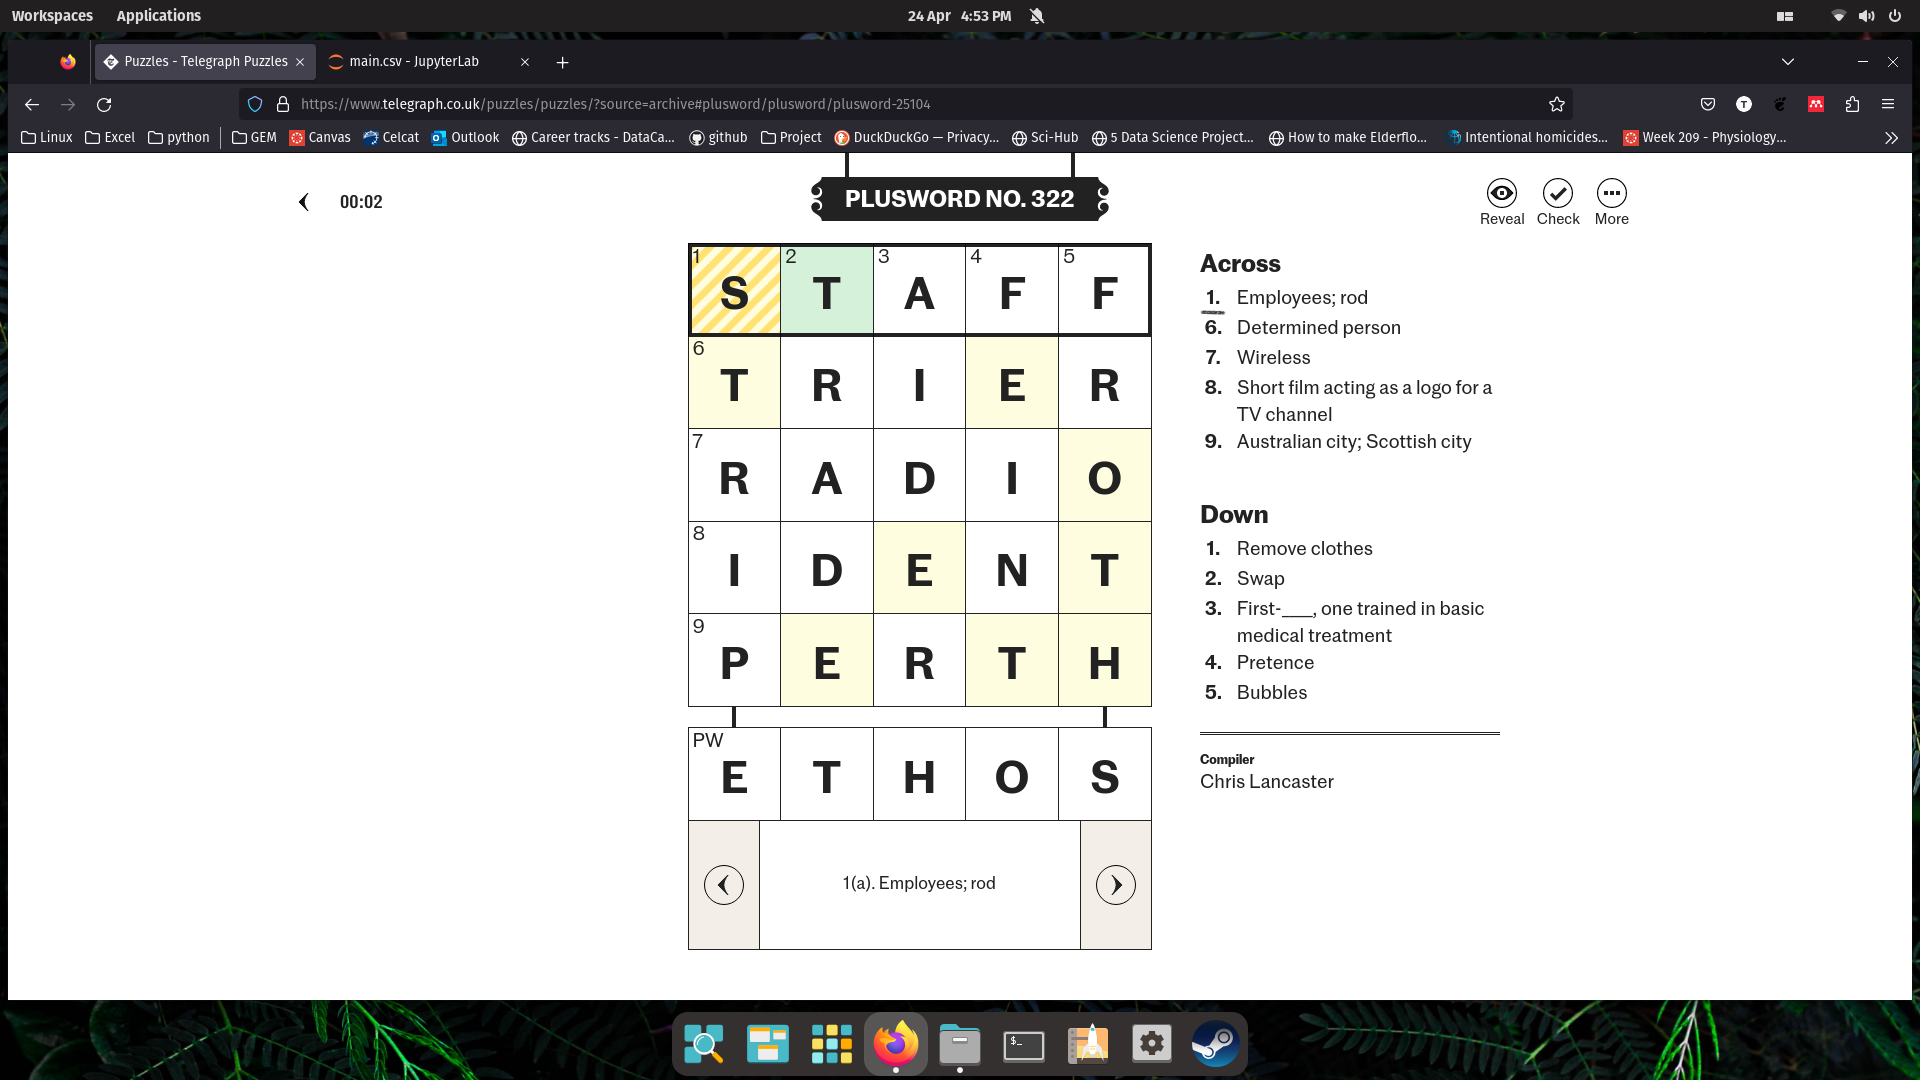 Workspaces Applications 24 Apr 4:53 PM
Puzzles - Telegraph Puzzles main.csv - JupyterLab
https://www.telegraph.co.uk/puzzles/puzzles/?source=archive#plusword/plusword/plusword-25104
Linux Excel python GEM Canvas Celcat Outlook Career tracks - DataCa... github Project DuckDuckGo — Privacy... Sci-Hub 5 Data Science Project... How to make Elderflo... Intentional homicides... Week 209 - Physiology...
00:02
PLUSWORD NO. 322
Reveal Check More
1 2 3 4 5
S T A F F
6
T R I E R
7
R A D I O
8
I D E N T
9
P E R T H
PW
E T H O S
1(a). Employees; rod
Across
1. Employees; rod
6. Determined person
7. Wireless
8. Short film acting as a logo for a
TV channel
9. Australian city; Scottish city
Down
1. Remove clothes
2. Swap
3. First-___, one trained in basic
medical treatment
4. Pretence
5. Bubbles
Compiler
Chris Lancaster